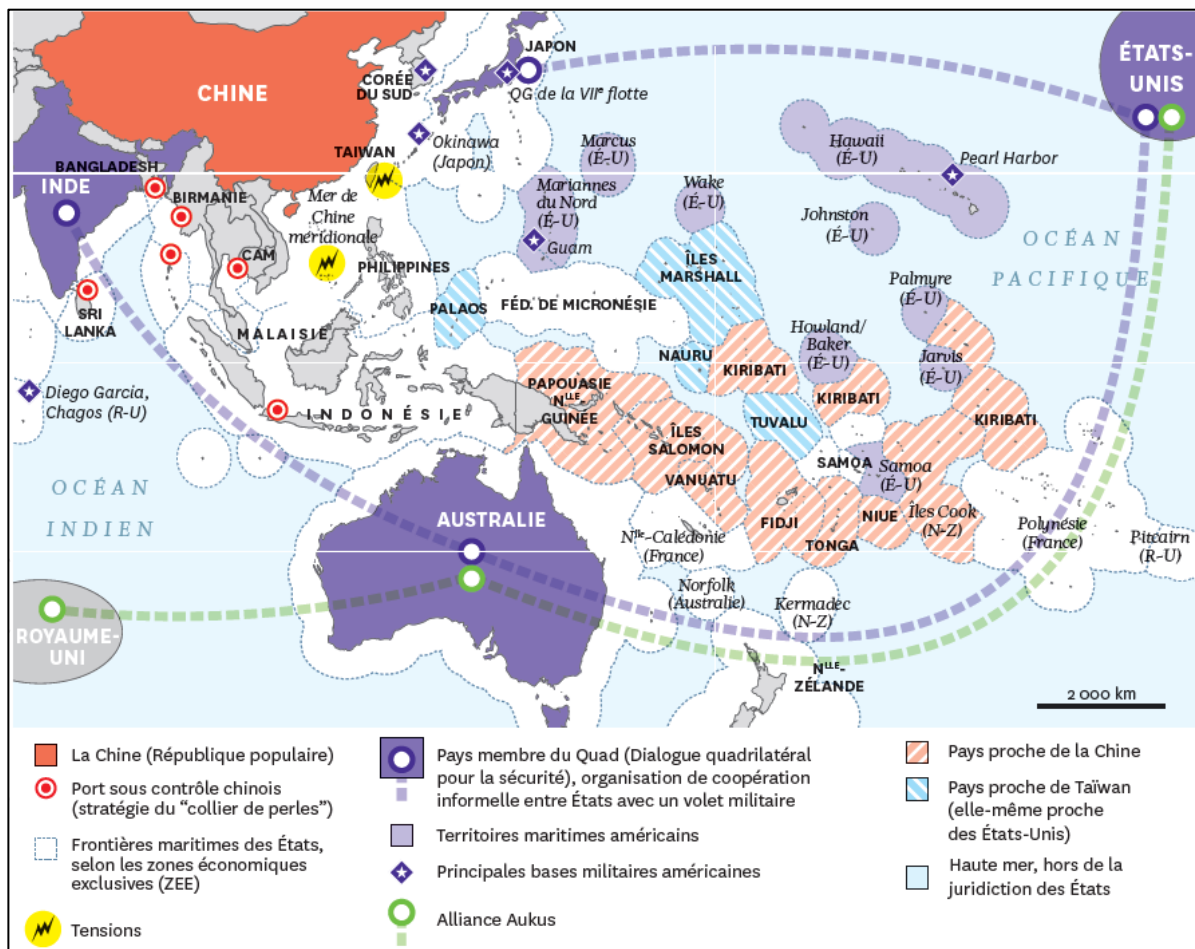 JAPON
ÉTATS-
UNIS
CORÉE
DU SUD
QG de la VIIᵉ flotte
CHINE
Okinawa
(Japon)
Marcus
(É-U)
Hawaii
(É-U)
Pearl Harbor
TAIWAN
BANGLADESH
INDE
BIRMANIE
Mer de
Chine
méridionale
Mariannes
du Nord
(É-U)
Guam
Wake
(É-U)
Johnston
(É-U)
OCÉAN
PACIFIQUE
CAM
PHILIPPINES
ÎLES
MARSHALL
SRI
LANKA
PALAOS
FÉD. DE MICRONÉSIE
Palmyre
(É-U)
MALAISIE
Howland/
Baker
(É-U)
NAURU
KIRIBATI
Jarvis
(É-U)
Diego Garcia,
Chagos (R-U)
INDONÉSIE
PAPOUASIE
Nˡˡᵉ-
GUINÉE
KIRIBATI
KIRIBATI
TUVALU
ÎLES
SALOMON
SAMOA
Samoa
(É-U)
VANUATU
OCÉAN
INDIEN
AUSTRALIE
FIDJI
TONGA
NIUE
Îles Cook
(N-Z)
Nˡˡᵉ-Calédonie
(France)
Polynésie
(France)
Pitcairn
(R-U)
Norfolk
(Australie)
Kermadec
(N-Z)
ROYAUME-
UNI
Nˡˡᵉ-
ZÉLANDE
2 000 km
La Chine (République populaire)
Port sous contrôle chinois
(stratégie du “collier de perles”)
Frontières maritimes des États,
selon les zones économiques
exclusives (ZEE)
Tensions
Pays membre du Quad (Dialogue quadrilatéral
pour la sécurité), organisation de coopération
informelle entre États avec un volet militaire
Territoires maritimes américains
Principales bases militaires américaines
Alliance Aukus
Pays proche de la Chine
Pays proche de Taïwan
(elle-même proche
des États-Unis)
Haute mer, hors de la
juridiction des États